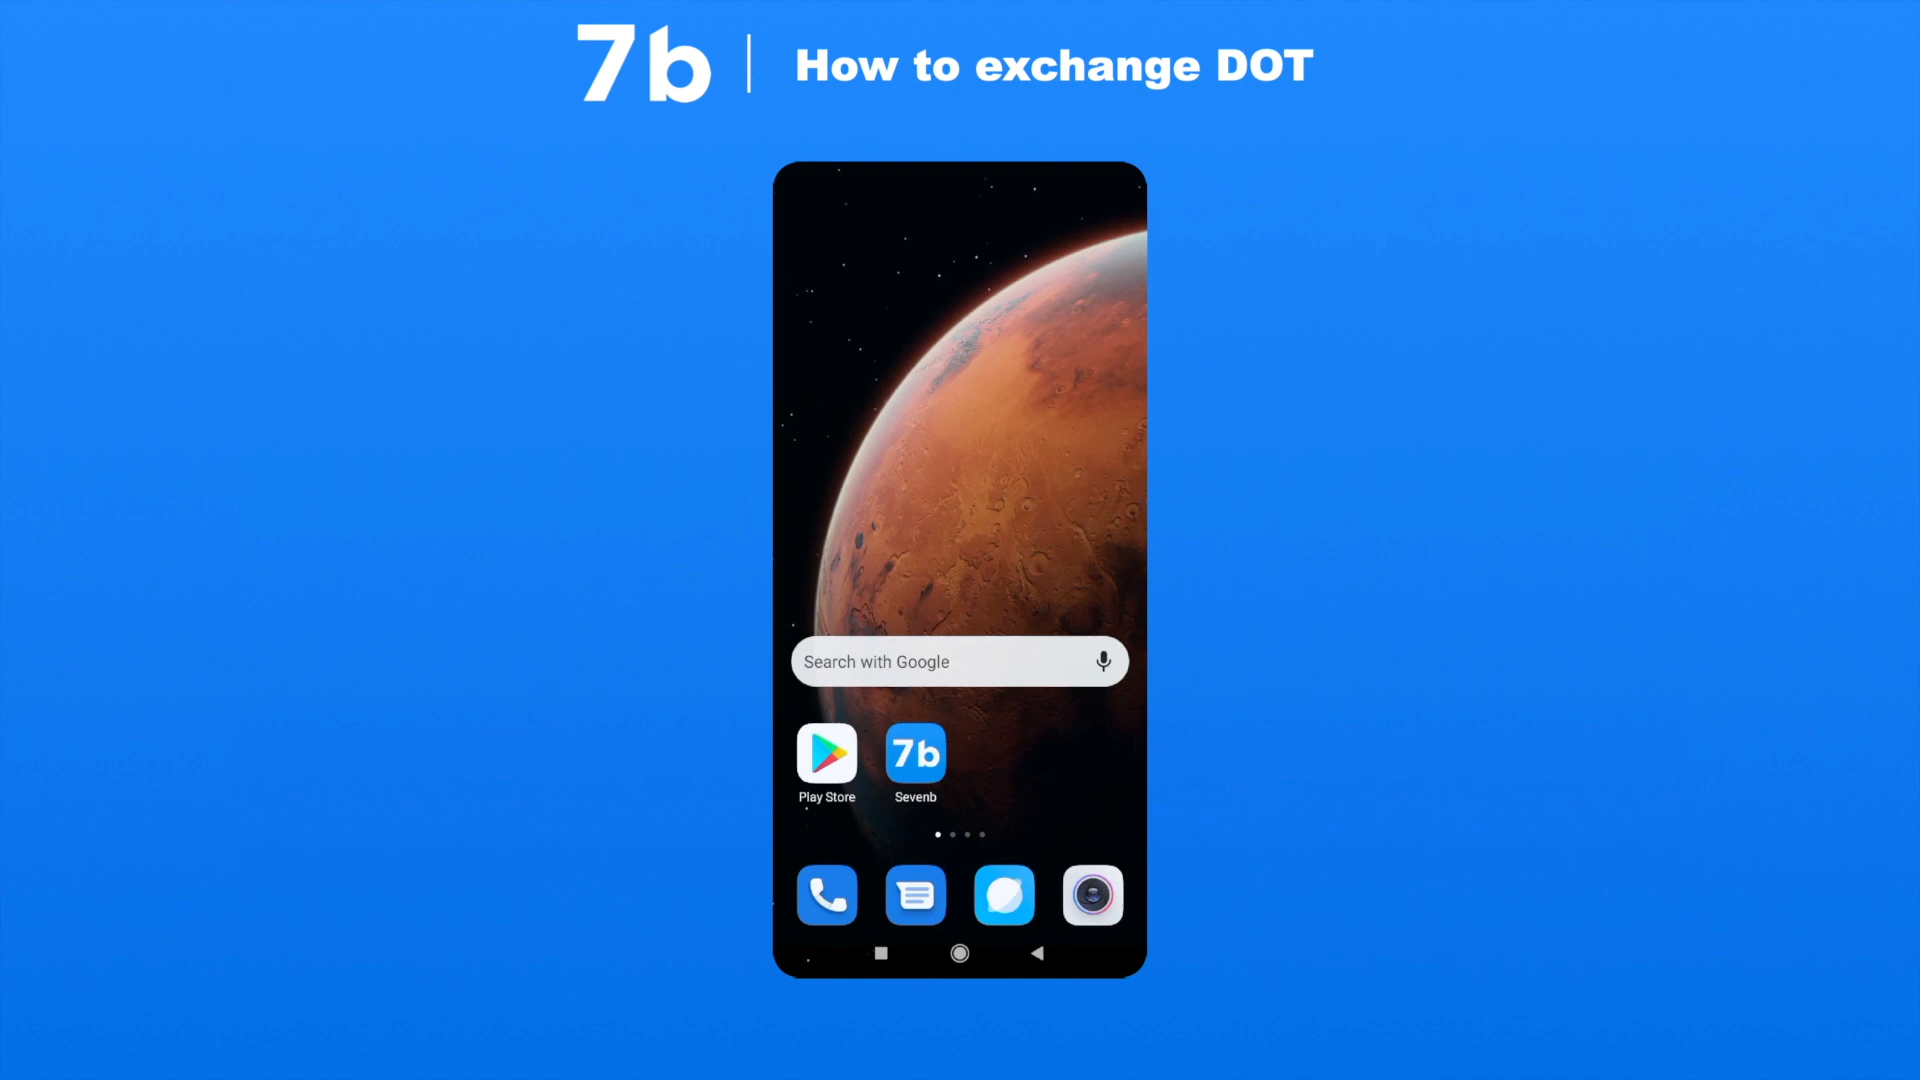 7b
How to exchange DOT
Search with Google
7b
Play Store
Sevenb